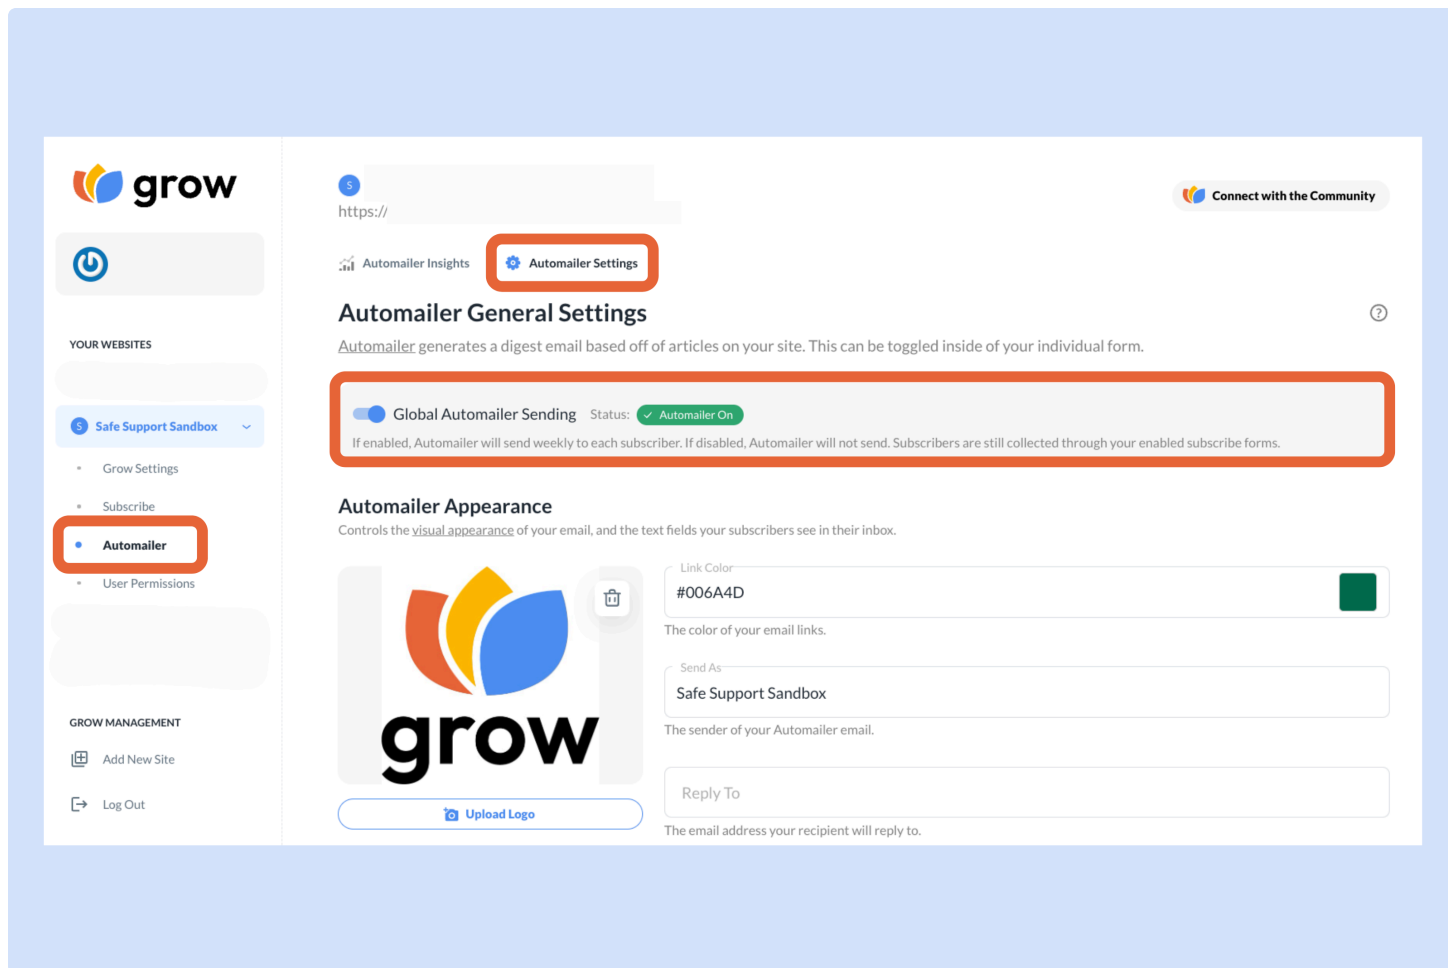 grow
S
https://
Connect with the Community
Automailer Insights
Automailer Settings
YOUR WEBSITES
S Safe Support Sandbox
Grow Settings
Subscribe
Automailer
User Permissions
GROW MANAGEMENT
Add New Site
Log Out
Automailer General Settings
?
Automailer generates a digest email based off of articles on your site. This can be toggled inside of your individual form.
Global Automailer Sending Status: ✓ Automailer On
If enabled, Automailer will send weekly to each subscriber. If disabled, Automailer will not send. Subscribers are still collected through your enabled subscribe forms.
Automailer Appearance
Controls the visual appearance of your email, and the text fields your subscribers see in their inbox.
grow
Upload Logo
Link Color
#006A4D
The color of your email links.
Send As
Safe Support Sandbox
The sender of your Automailer email.
Reply To
The email address your recipient will reply to.